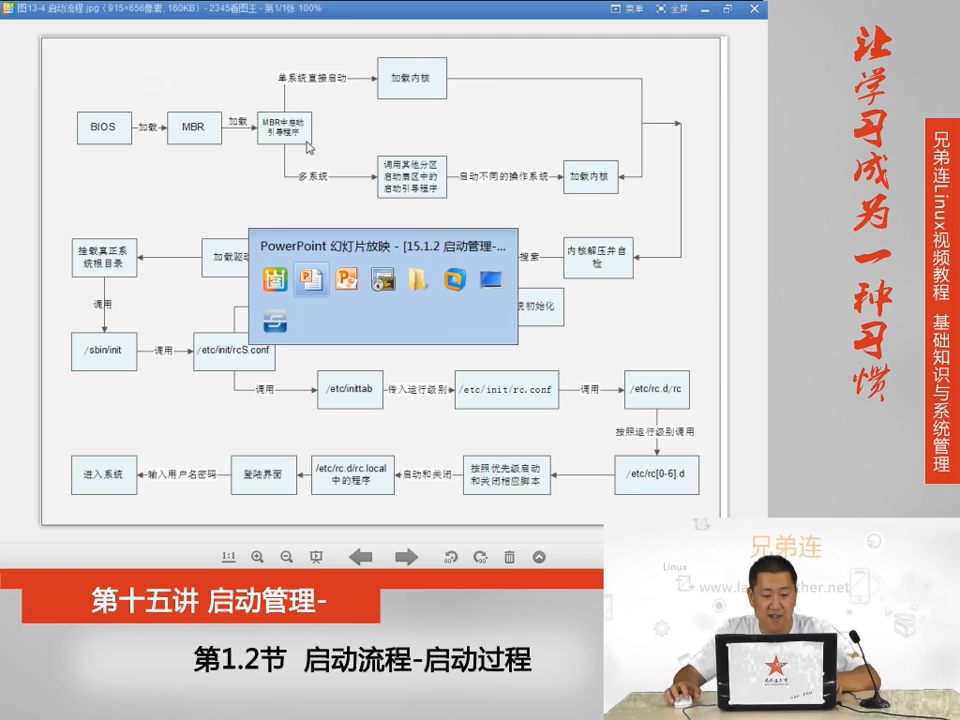 图13-4 启动流程.jpg (915×656像素, 160KB) - 2345看图王 - 第1/1张 100%
菜单
全屏
单系统直接启动
加载内核
BIOS
加载
MBR
加载
MBR中启动
引导程序
多系统
调用其他分区
启动扇区中的
启动引导程序
启动不同的操作系统
加载内核
挂载真正系
统根目录
加载驱动
搜索
内核解压并自
检
PowerPoint 幻灯片放映 - [15.1.2 启动管理-...
统初始化
调用
/sbin/init
调用
/etc/init/rcS.conf
调用
/etc/inittab
传入运行级别
/etc/init/rc.conf
调用
/etc/rc.d/rc
按照运行级别调用
进入系统
输入用户名密码
登陆界面
/etc/rc.d/rc.local
中的程序
启动和关闭
按照优先级启动
和关闭相应脚本
/etc/rc[0-6].d
1:1
第十五讲 启动管理-
第1.2节 启动流程-启动过程
让学习成为一种习惯
兄弟连Linux视频教程 基础知识与系统管理
兄弟连
Linux